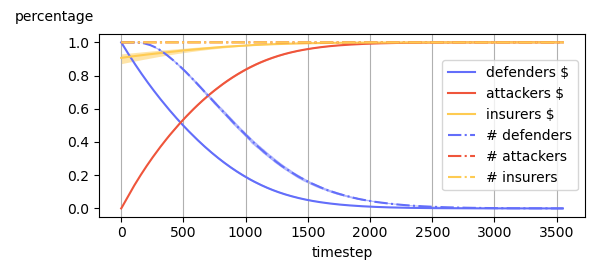 percentage
1.0
0.8
0.6
0.4
0.2
0.0
defenders $
attackers $
insurers $
# defenders
# attackers
# insurers
0 500 1000 1500 2000 2500 3000 3500
timestep